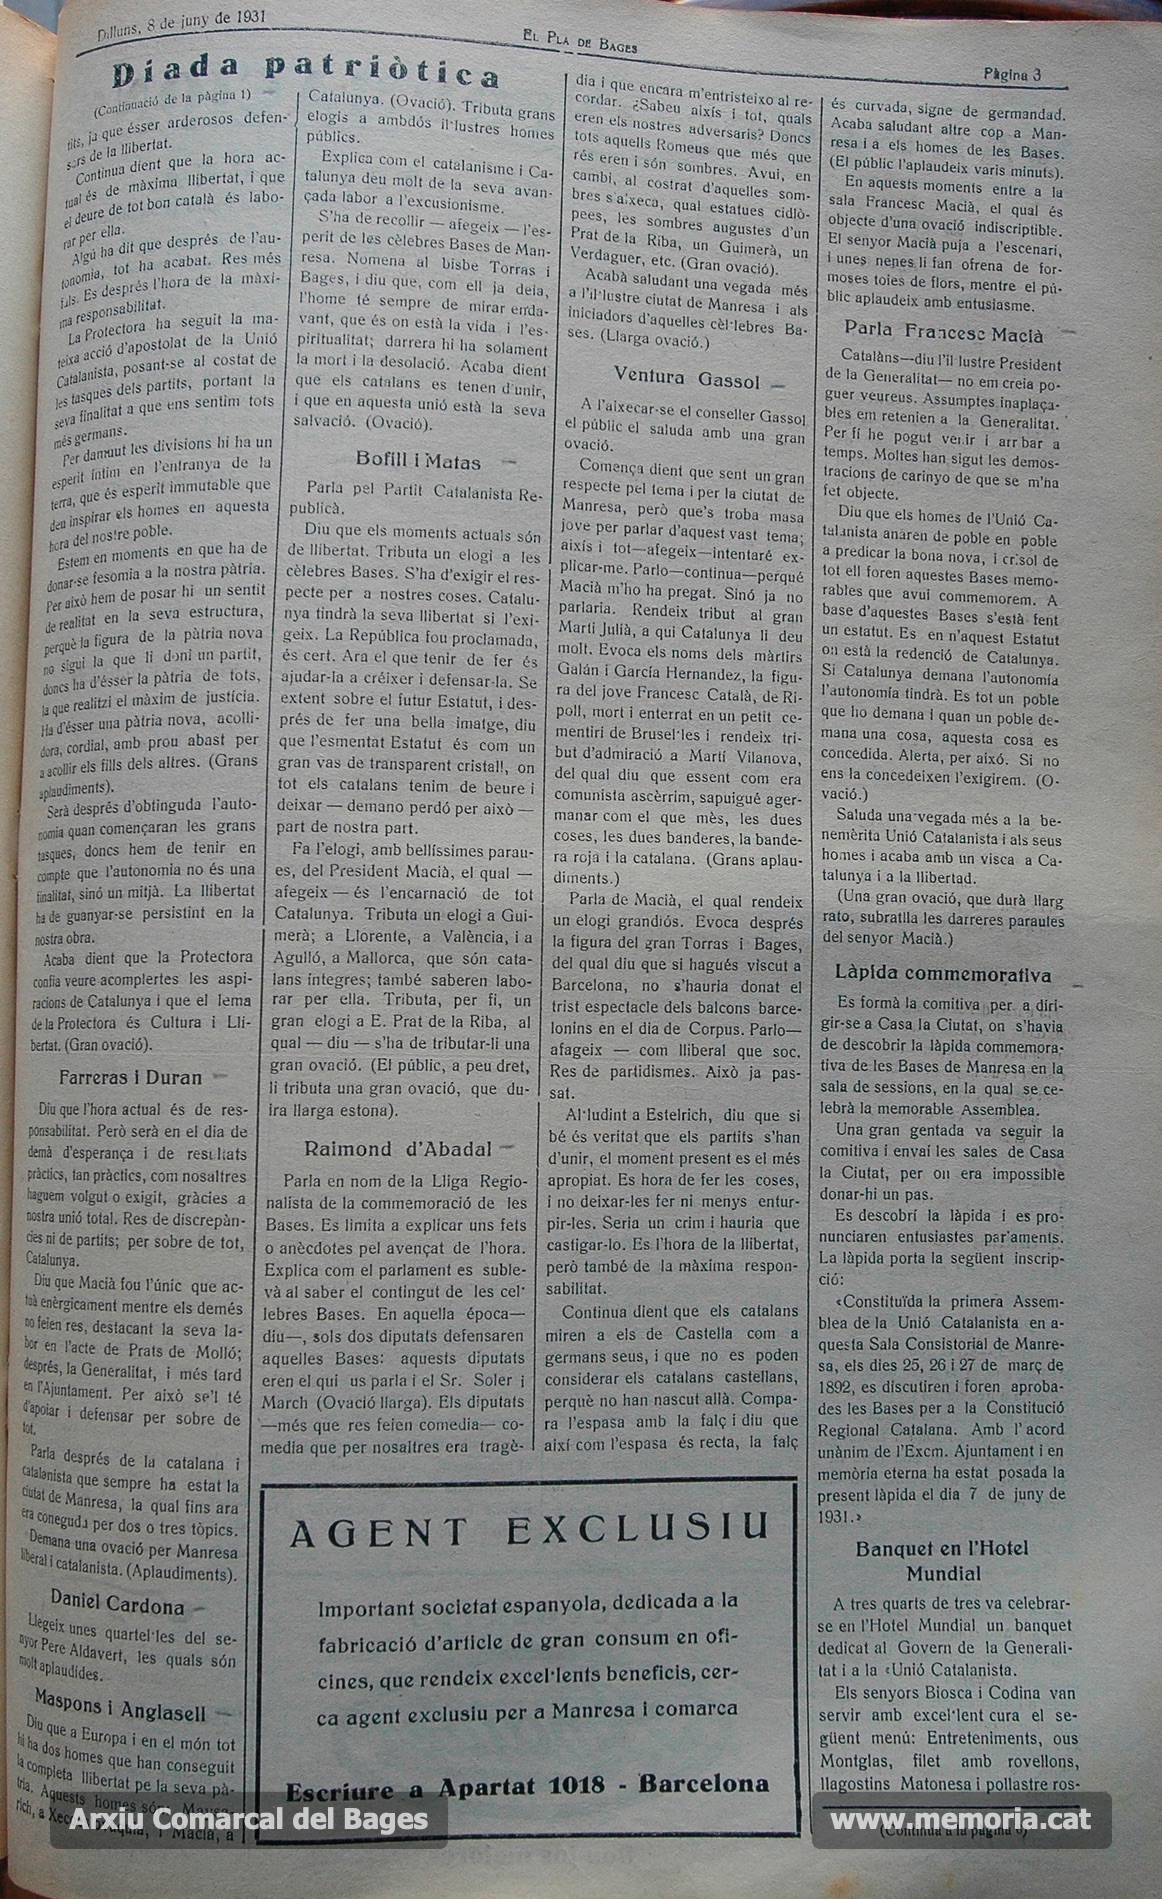 Dilluns, 8 de juny de 1931
EL PLA DE BAGES
Pàgina 3
Díada patriòtica
(Continuació de la pàgina 1)
tits, ja que ésser arderosos defen-
sors de la llibertat.
Continua dient que la hora ac-
tual és de màxima llibertat, i que
el deure de tot bon català és labo-
rar per ella.
Algú ha dit que després de l'au-
tonomia, tot ha acabat. Res més
fals. Es després l'hora de la màxi-
ma responsabilitat.
La Protectora ha seguit la ma-
teixa acció d'apostolat de la Unió
Catalanista, posant-se al costat de
les tasques dels partits, portant la
seva finalitat a que ens sentim tots
més germans.
Per damunt les divisions hi ha un
esperit íntim en l'entranya de la
terra, que és esperit immutable que
deu inspirar els homes en aquesta
hora del nostre poble.
Estem en moments en que ha de
donar-se fesomia a la nostra pàtria.
Per això hem de posar hi un sentit
de realitat en la seva estructura,
perquè la figura de la pàtria nova
no sigui la que li doni un partit,
doncs ha d'ésser la pàtria de tots,
la que realitzi el màxim de justícia.
Ha d'ésser una pàtria nova, acolli-
dora, cordial, amb prou abast per
a acollir els fills dels altres. (Grans
aplaudiments).
Serà després d'obtinguda l'auto-
nomia quan començaran les grans
tasques, doncs hem de tenir en
compte que l'autonomia no és una
finalitat, sinó un mitjà. La llibertat
ha de guanyar-se persistint en la
nostra obra.
Acaba dient que la Protectora
confia veure acomplertes les aspi-
racions de Catalunya i que el lema
de la Protectora és Cultura i Lli-
bertat. (Gran ovació).
Farreras i Duran
Diu que l'hora actual és de res-
ponsabilitat. Però serà en el dia de
demà d'esperança i de resultats
pràctics, tan pràctics, com nosaltres
haguem volgut o exigit, gràcies a
nostra unió total. Res de discrepàn-
cies ni de partits; per sobre de tot,
Catalunya.
Diu que Macià fou l'únic que ac-
tuà enèrgicament mentre els demés
no feien res, destacant la seva la-
bor en l'acte de Prats de Molló;
després, la Generalitat, i més tard
en l'Ajuntament. Per això se'l té
d'apoiar i defensar per sobre de
tot.
Parla després de la catalana i
catalanista que sempre ha estat la
ciutat de Manresa, la qual fins ara
era coneguda per dos o tres tòpics.
Demana una ovació per Manresa
liberal i catalanista. (Aplaudiments).
Daniel Cardona
Llegeix unes quartel·les del se-
nyor Pere Aldavert, les quals són
molt aplaudides.
Maspons i Anglasell
Diu que a Europa i en el món tot
hi ha dos homes que han conseguit
la completa llibertat pe la seva pà-
tria. Aquests homes són:
rich, a i Macià, a
Catalunya. (Ovació). Tributa grans
elogis a ambdós il·lustres homes
públics.
Explica com el catalanisme i Ca-
talunya deu molt de la seva avan-
çada labor a l'excusionisme.
S'ha de recollir — afegeix — l'es-
perit de les cèlebres Bases de Man-
resa. Nomena al bisbe Torras i
Bages, i diu que, com ell ja deia,
l'home té sempre de mirar enda-
vant, que és on està la vida i l'es-
piritualitat; darrera hi ha solament
la mort i la desolació. Acaba dient
que els catalans es tenen d'unir,
i que en aquesta unió està la seva
salvació. (Ovació).
Bofill i Matas
Parla pel Partit Catalanista Re-
publicà.
Diu que els moments actuals són
de llibertat. Tributa un elogi a les
cèlebres Bases. S'ha d'exigir el res-
pecte per a nostres coses. Catalu-
nya tindrà la seva llibertat si l'exi-
geix. La República fou proclamada,
és cert. Ara el que tenir de fer és
ajudar-la a créixer i defensar-la. Se
extent sobre el futur Estatut, i des-
prés de fer una bella imatge, diu
que l'esmentat Estatut és com un
gran vas de transparent cristall, on
tot els catalans tenim de beure i
deixar — demano perdó per això —
part de nostra part.
Fa l'elogi, amb bellíssimes parau-
es, del President Macià, el qual —
afegeix — és l'encarnació de tot
Catalunya. Tributa un elogi a Gui-
merà; a Llorente, a València, i a
Agulló, a Mallorca, que són cata-
lans íntegres; també saberen labo-
rar per ella. Tributa, per fi, un
gran elogi a E. Prat de la Riba, al
qual — diu — s'ha de tributar-li una
gran ovació. (El públic, a peu dret,
li tributa una gran ovació, que du-
ira llarga estona).
Raimond d'Abadal
Parla en nom de la Lliga Regio-
nalista de la commemoració de les
Bases. Es limita a explicar uns fets
o anècdotes pel avençat de l'hora.
Explica com el parlament es suble-
và al saber el contingut de les cel·
lebres Bases. En aquella época—
diu—, sols dos diputats defensaren
aquelles Bases: aquests diputats
eren el qui us parla i el Sr. Soler i
March (Ovació llarga). Els diputats
—més que res feien comedia— co-
media que per nosaltres era tragè-
dia i que encara m'entristeixo al re-
cordar. ¿Sabeu aixís i tot, quals
eren els nostres adversaris? Doncs
tots aquells Romeus que més que
rés eren i són sombres. Avui, en
cambi, al costrat d'aquelles som-
bres s'aixeca, qual estatues cidlò-
pees, les sombres augustes d'un
Prat de la Riba, un Guimerà, un
Verdaguer, etc. (Gran ovació).
Acabà saludant una vegada més
a l'il·lustre ciutat de Manresa i als
iniciadors d'aquelles cèl·lebres Ba-
ses. (Llarga ovació.)
Ventura Gassol
A l'aixecar-se el conseller Gassol
el públic el saluda amb una gran
ovació.
Comença dient que sent un gran
respecte pel tema i per la ciutat de
Manresa, però que's troba masa
jove per parlar d'aquest vast tema;
aixís i tot—afegeix—intentaré ex-
plicar-me. Parlo—continua—perqué
Macià m'ho ha pregat. Sinó ja no
parlaria. Rendeix tribut al gran
Martí Julià, a qui Catalunya li deu
molt. Evoca els noms dels màrtirs
Galán i García Hernandez, la figu-
ra del jove Francesc Català, de Ri-
poll, mort i enterrat en un petit ce-
mentiri de Brusel·les i rendeix tri-
but d'admiració a Martí Vilanova,
del qual diu que essent com era
comunista ascèrrim, sapuigué ager-
manar com el que mès, les dues
coses, les dues banderes, la bande-
ra roja i la catalana. (Grans aplau-
diments.)
Parla de Macià, el qual rendeix
un elogi grandiós. Evoca després
la figura del gran Torras i Bages,
del qual diu que si hagués viscut a
Barcelona, no s'hauria donat el
trist espectacle dels balcons barce-
lonins en el dia de Corpus. Parlo—
afageix — com lliberal que soc.
Res de partidismes. Això ja pas-
sat.
Al·ludint a Estelrich, diu que si
bé és veritat que els partits s'han
d'unir, el moment present es el més
apropiat. Es hora de fer les coses,
i no deixar-les fer ni menys entur-
pir-les. Seria un crim i hauria que
castigar-lo. Es l'hora de la llibertat,
però també de la màxima respon-
sabilitat.
Continua dient que els catalans
miren a els de Castella com a
germans seus, i que no es poden
considerar els catalans castellans,
perquè no han nascut allà. Compa-
ra l'espasa amb la falç i diu que
així com l'espasa és recta, la falç
és curvada, signe de germandad.
Acaba saludant altre cop a Man-
resa i a els homes de les Bases.
(El públic l'aplaudeix varis minuts).
En aquests moments entre a la
sala Francesc Macià, el qual és
objecte d'una ovació indiscriptible.
El senyor Macià puja a l'escenari,
i unes nenes li fan ofrena de for-
moses toies de flors, mentre el pú-
blic aplaudeix amb entusiasme.
Parla Francesc Macià
Catalàns—diu l'il lustre President
de la Generalitat— no em creia po-
guer veureus. Assumptes inaplaça-
bles em retenien a la Generalitat.
Per fí he pogut venir i arribar a
temps. Moltes han sigut les demos-
tracions de carinyo de que se m'ha
fet objecte.
Diu que els homes de l'Unió Ca-
talanista anaren de poble en poble
a predicar la bona nova, i crisol de
tot ell foren aquestes Bases memo-
rables que avui commemorem. A
base d'aquestes Bases s'està fent
un estatut. Es en n'aquest Estatut
on està la redenció de Catalunya.
Si Catalunya demana l'autonomía
l'autonomía tindrà. Es tot un poble
que ho demana i quan un poble de-
mana una cosa, aquesta cosa es
concedida. Alerta, per aixó. Si no
ens la concedeixen l'exigirem. (O-
vació.)
Saluda una vegada més a la be-
nemèrita Unió Catalanista i als seus
homes i acaba amb un visca a Ca-
talunya i a la llibertad.
(Una gran ovació, que durà llarg
rato, subratlla les darreres paraules
del senyor Macià.)
Làpida commemorativa
Es formà la comitiva per a diri-
gir-se a Casa la Ciutat, on s'havia
de descobrir la làpida commemora-
tiva de les Bases de Manresa en la
sala de sessions, en la qual se ce-
lebrà la memorable Assemblea.
Una gran gentada va seguir la
comitiva i envaí les sales de Casa
la Ciutat, per on era impossible
donar-hi un pas.
Es descobrí la làpida i es pro-
nunciaren entusiastes par'aments.
La làpida porta la següent inscrip-
ció:
«Constituïda la primera Assem-
blea de la Unió Catalanista en a-
questa Sala Consistorial de Manre-
sa, els dies 25, 26 i 27 de març de
1892, es discutiren i foren aproba-
des les Bases per a la Constitució
Regional Catalana. Amb l'acord
unànim de l'Excm. Ajuntament i en
memòria eterna ha estat posada la
present làpida el dia 7 de juny de
1931.»
Banquet en l'Hotel
Mundial
A tres quarts de tres va celebrar-
se en l'Hotel Mundial un banquet
dedicat al Govern de la Generali-
tat i a la «Unió Catalanista.
Els senyors Biosca i Codina van
servir amb excel·lent cura el se-
güent menú: Entreteniments, ous
Montglas, filet amb rovellons,
llagostins Matonesa i pollastre ros-
(Continua a la pàgina 6)
AGENT EXCLUSIU
Important societat espanyola, dedicada a la
fabricació d'article de gran consum en ofi-
cines, que rendeix excel·lents beneficis, cer-
ca agent exclusiu per a Manresa i comarca
Escriure a Apartat 1018 - Barcelona
Arxiu Comarcal del Bages
www.memoria.cat